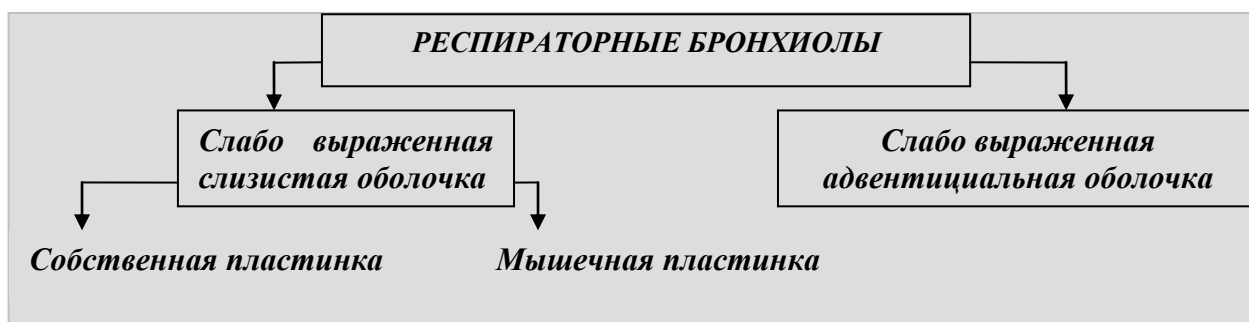 РЕСПИРАТОРНЫЕ БРОНХИОЛЫ
Слабо выраженная
слизистая оболочка
Слабо выраженная
адвентициальная оболочка
Собственная пластинка
Мышечная пластинка